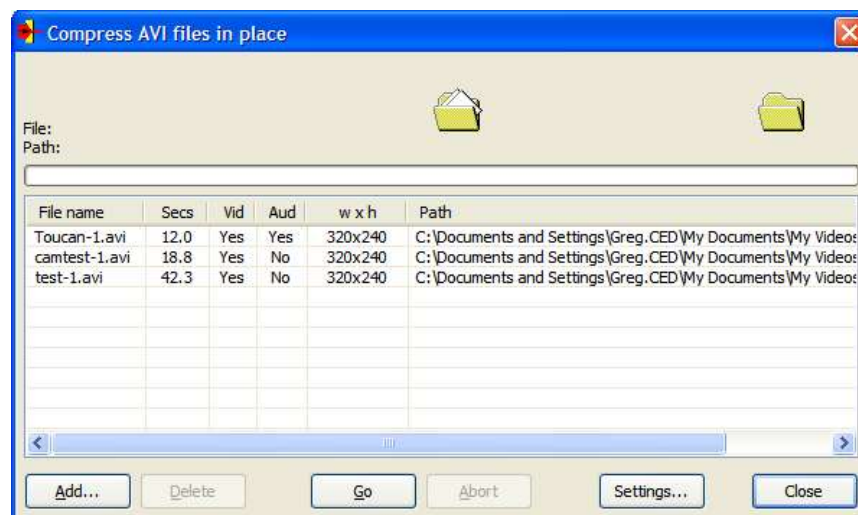 Compress AVI files in place
File:
Path:
File name Secs Vid Aud w x h Path
Toucan-1.avi 12.0 Yes Yes 320x240 C:\Documents and Settings\Greg.CED\My Documents\My Videos
camtest-1.avi 18.8 Yes No 320x240 C:\Documents and Settings\Greg.CED\My Documents\My Videos
test-1.avi 42.3 Yes No 320x240 C:\Documents and Settings\Greg.CED\My Documents\My Videos
Add... Delete Go Abort Settings... Close